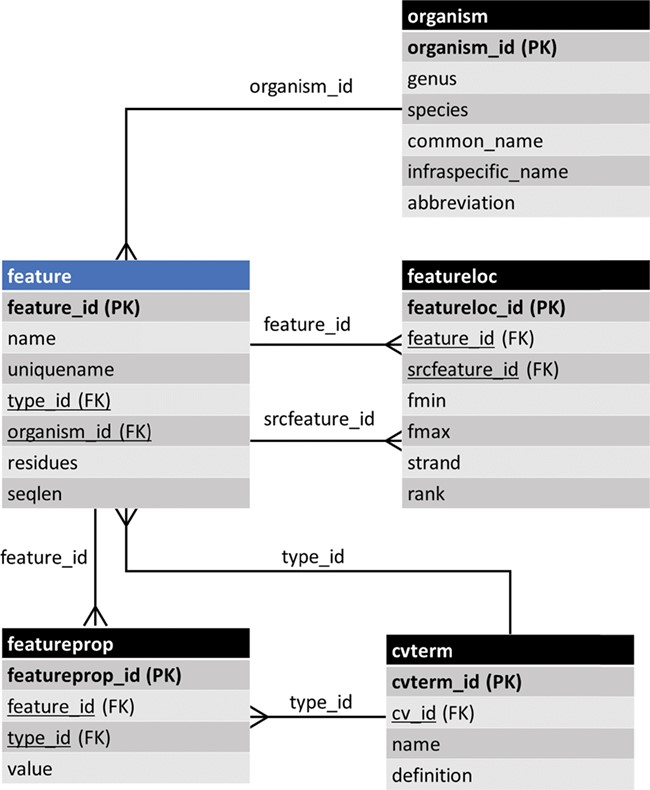 organism
organism_id (PK)
genus
species
common_name
infraspecific_name
abbreviation
organism_id
feature
feature_id (PK)
name
uniquename
type_id (FK)
organism_id (FK)
residues
seqlen
feature_id
srcfeature_id
featureloc
featureloc_id (PK)
feature_id (FK)
srcfeature_id (FK)
fmin
fmax
strand
rank
feature_id
type_id
featureprop
featureprop_id (PK)
feature_id (FK)
type_id (FK)
value
type_id
cvterm
cvterm_id (PK)
cv_id (FK)
name
definition